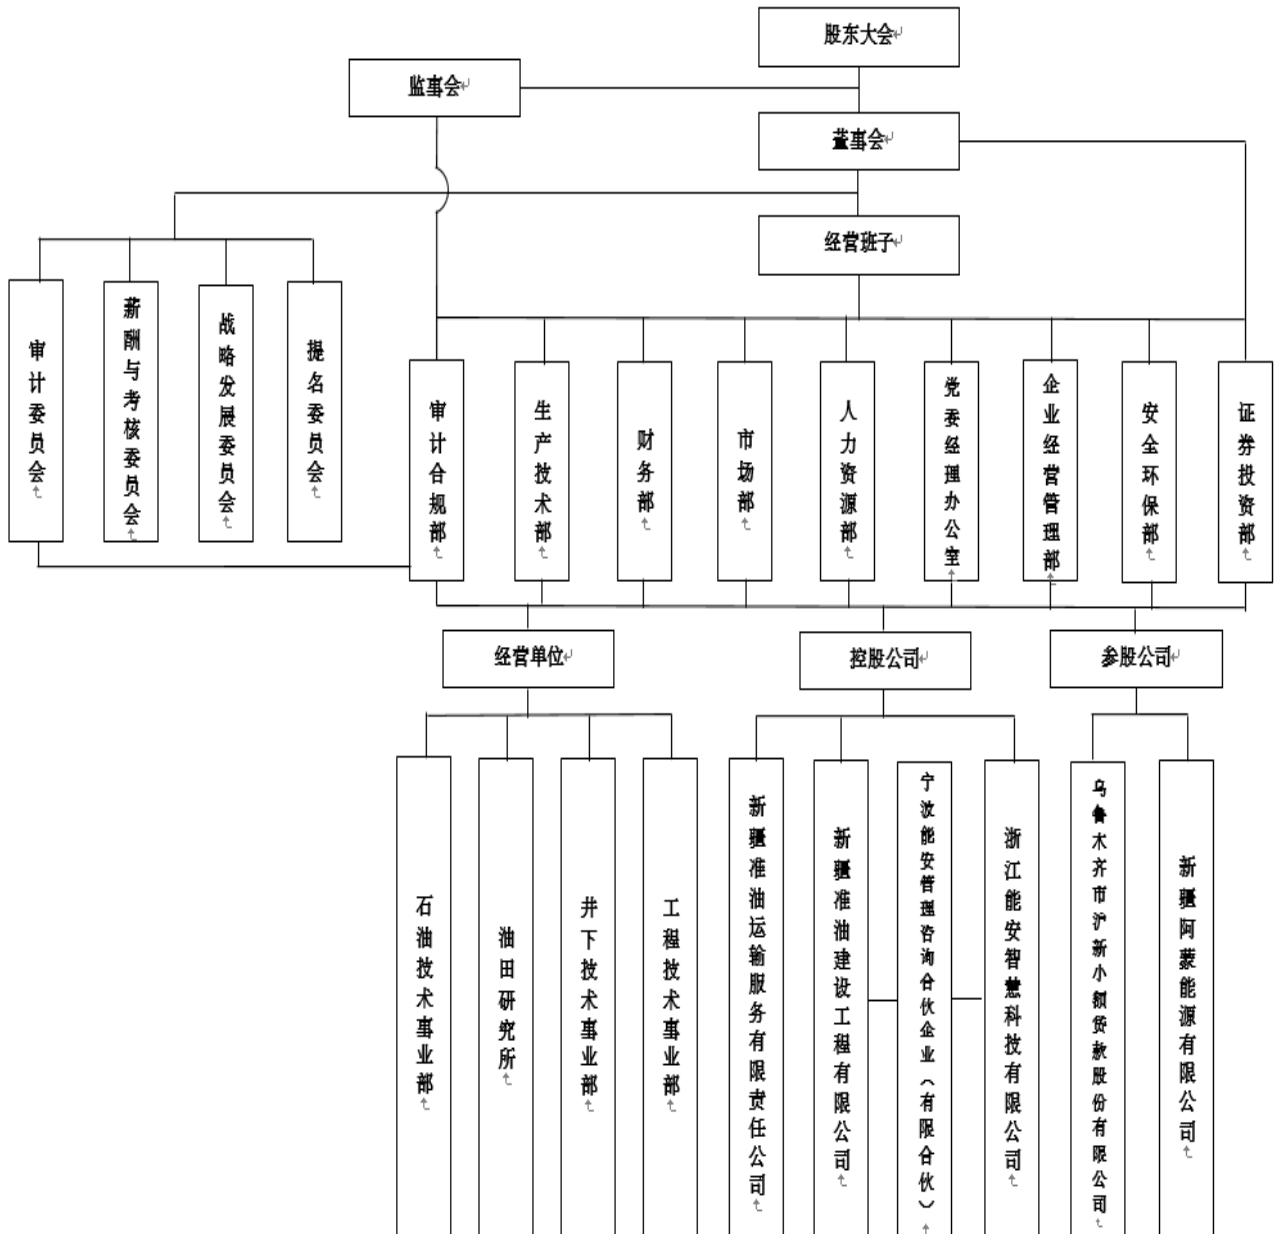 股东大会
监事会
董事会
经营班子
审计委员会
薪酬与考核委员会
战略发展委员会
提名委员会
审计合规部
生产技术部
财务部
市场部
人力资源部
党委经理办公室
企业经营管理部
安全环保部
证券投资部
经营单位
控股公司
参股公司
石油技术事业部
油田研究所
井下技术事业部
工程技术事业部
新疆准油运输服务有限责任公司
新疆准油建设工程有限公司
宁波能安管理咨询合伙企业（有限合伙）
浙江能安智慧科技有限公司
乌鲁木齐市沪新小额贷款股份有限公司
新疆阿蒙能源有限公司